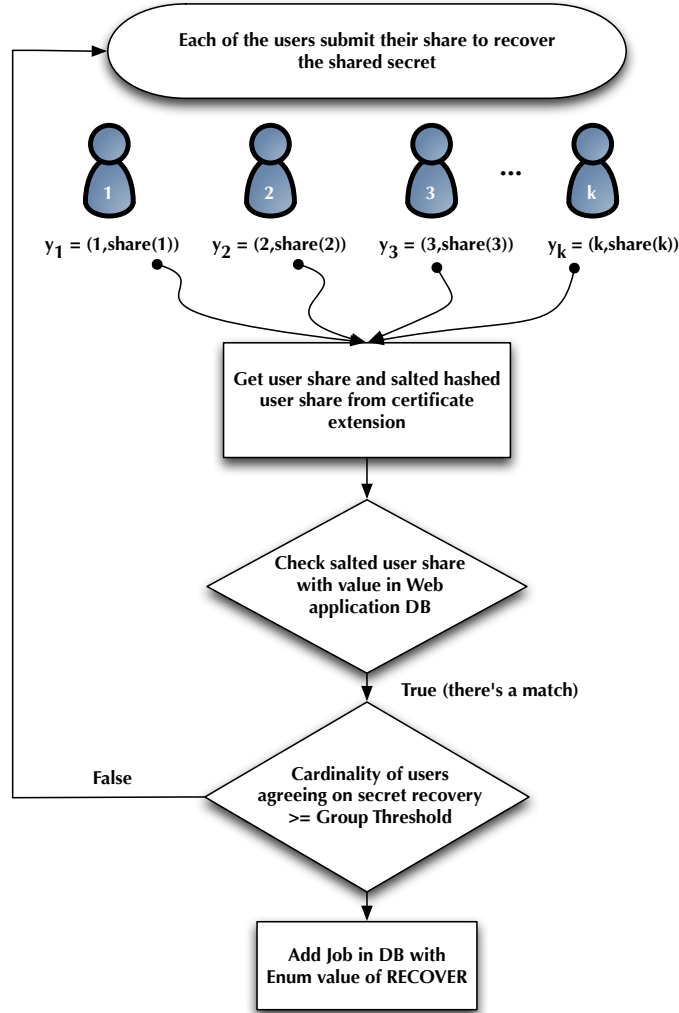 Each of the users submit their share to recover
the shared secret
1
2
3
...
k
y1 = (1,share(1))
y2 = (2,share(2))
y3 = (3,share(3))
yk = (k,share(k))
Get user share and salted hashed
user share from certificate
extension
Check salted user share
with value in Web
application DB
True (there's a match)
False
Cardinality of users
agreeing on secret recovery
>= Group Threshold
Add Job in DB with
Enum value of RECOVER